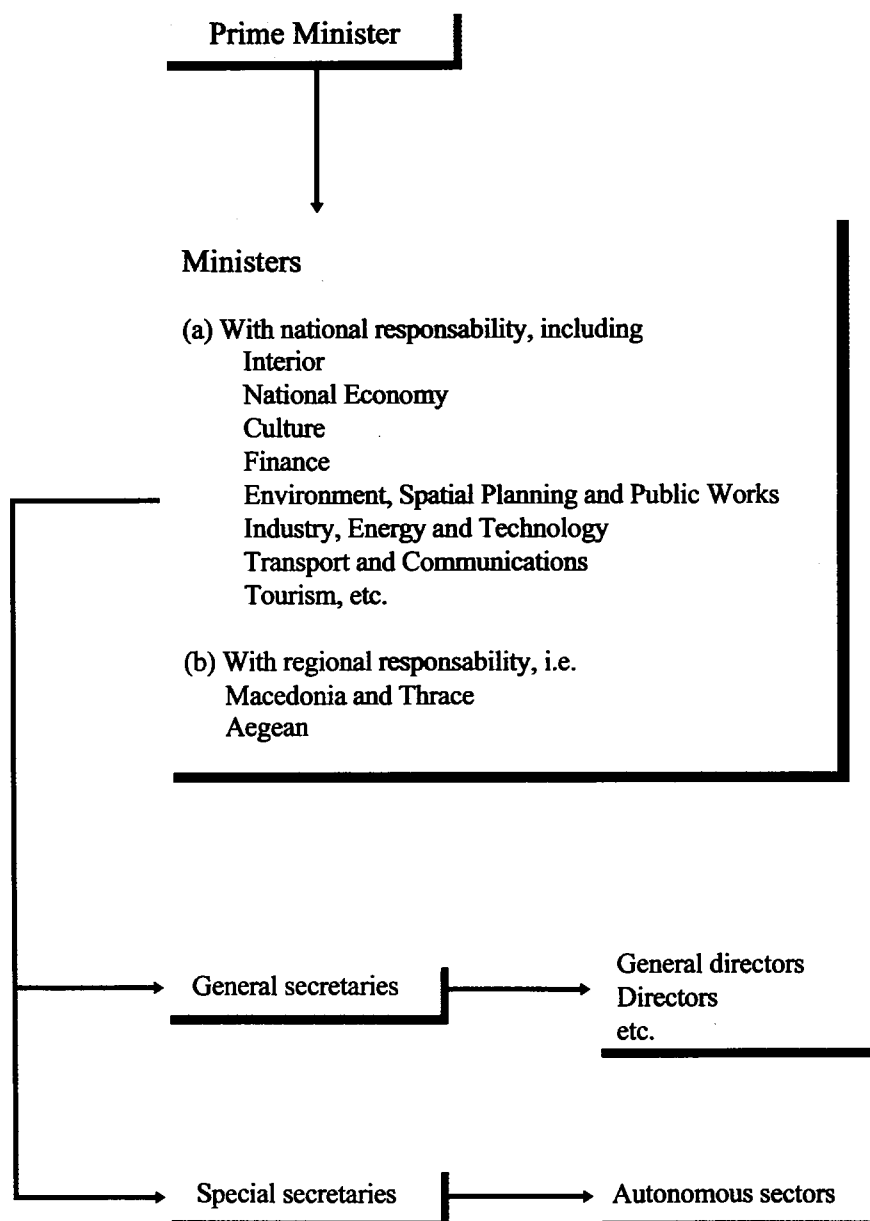 Prime Minister
Ministers
(a) With national responsability, including
Interior
National Economy
Culture
Finance
Environment, Spatial Planning and Public Works
Industry, Energy and Technology
Transport and Communications
Tourism, etc.
(b) With regional responsability, i.e.
Macedonia and Thrace
Aegean
General secretaries
General directors
Directors
etc.
Special secretaries
Autonomous sectors